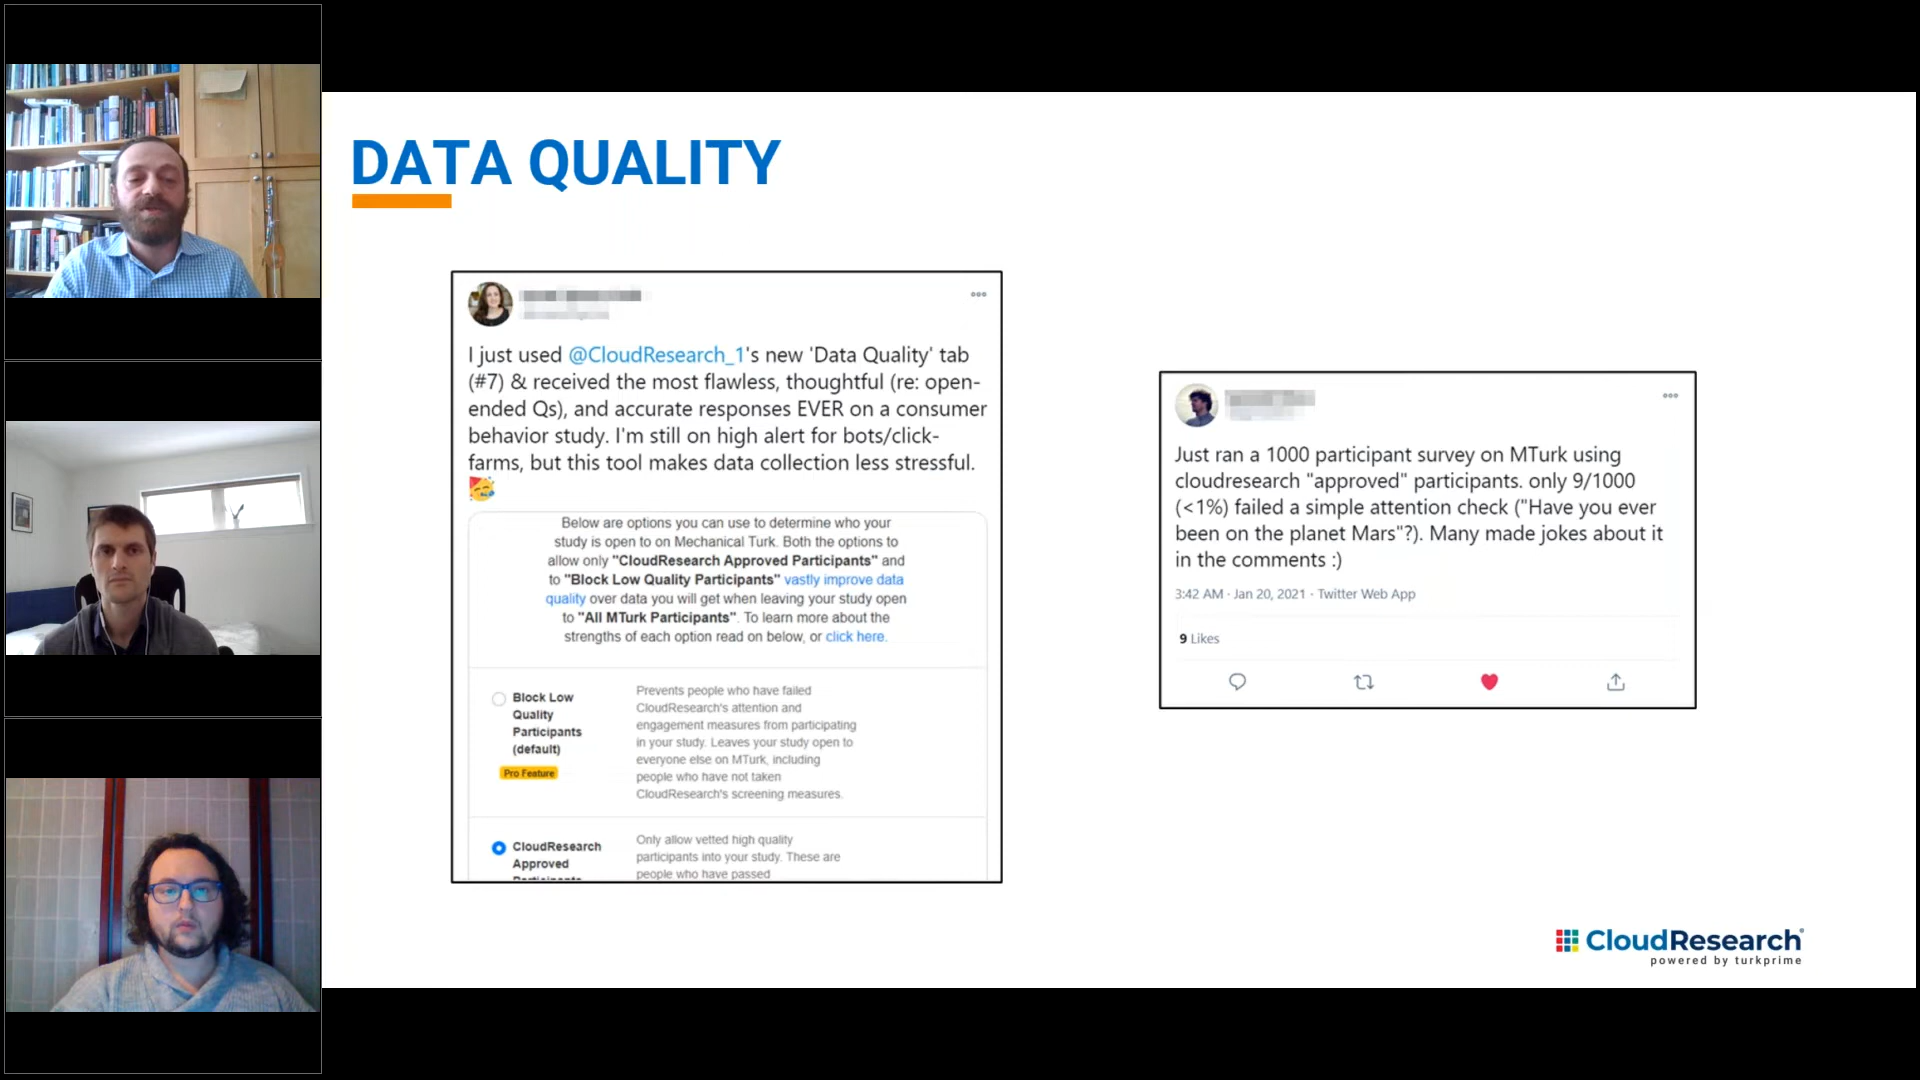 DATA QUALITY
I just used @CloudResearch_1's new 'Data Quality' tab
(#7) & received the most flawless, thoughtful (re: open-
ended Qs), and accurate responses EVER on a consumer
behavior study. I'm still on high alert for bots/click-
farms, but this tool makes data collection less stressful.
Below are options you can use to determine who your
study is open to on Mechanical Turk. Both the options to
allow only "CloudResearch Approved Participants" and
to "Block Low Quality Participants" vastly improve data
quality over data you will get when leaving your study open
to "All MTurk Participants". To learn more about the
strengths of each option read on below, or click here.
Block Low
Quality
Participants
(default)
Pro Feature
Prevents people who have failed
CloudResearch's attention and
engagement measures from participating
in your study. Leaves your study open to
everyone else on MTurk, including
people who have not taken
CloudResearch's screening measures.
CloudResearch
Approved
Participants
Only allow vetted high quality
participants into your study. These are
people who have passed
Just ran a 1000 participant survey on MTurk using
cloudresearch "approved" participants. only 9/1000
(<1%) failed a simple attention check ("Have you ever
been on the planet Mars"?). Many made jokes about it
in the comments :)
3:42 AM · Jan 20, 2021 · Twitter Web App
9 Likes
CloudResearch
powered by turkprime